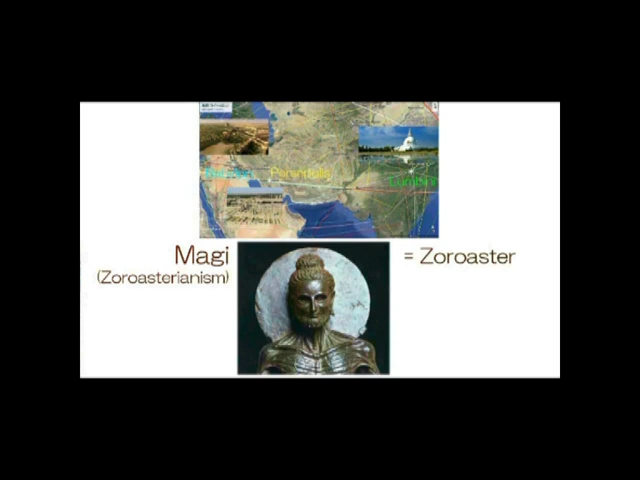 Persepolis
Lumbini
Magi
(Zoroasterianism)
= Zoroaster